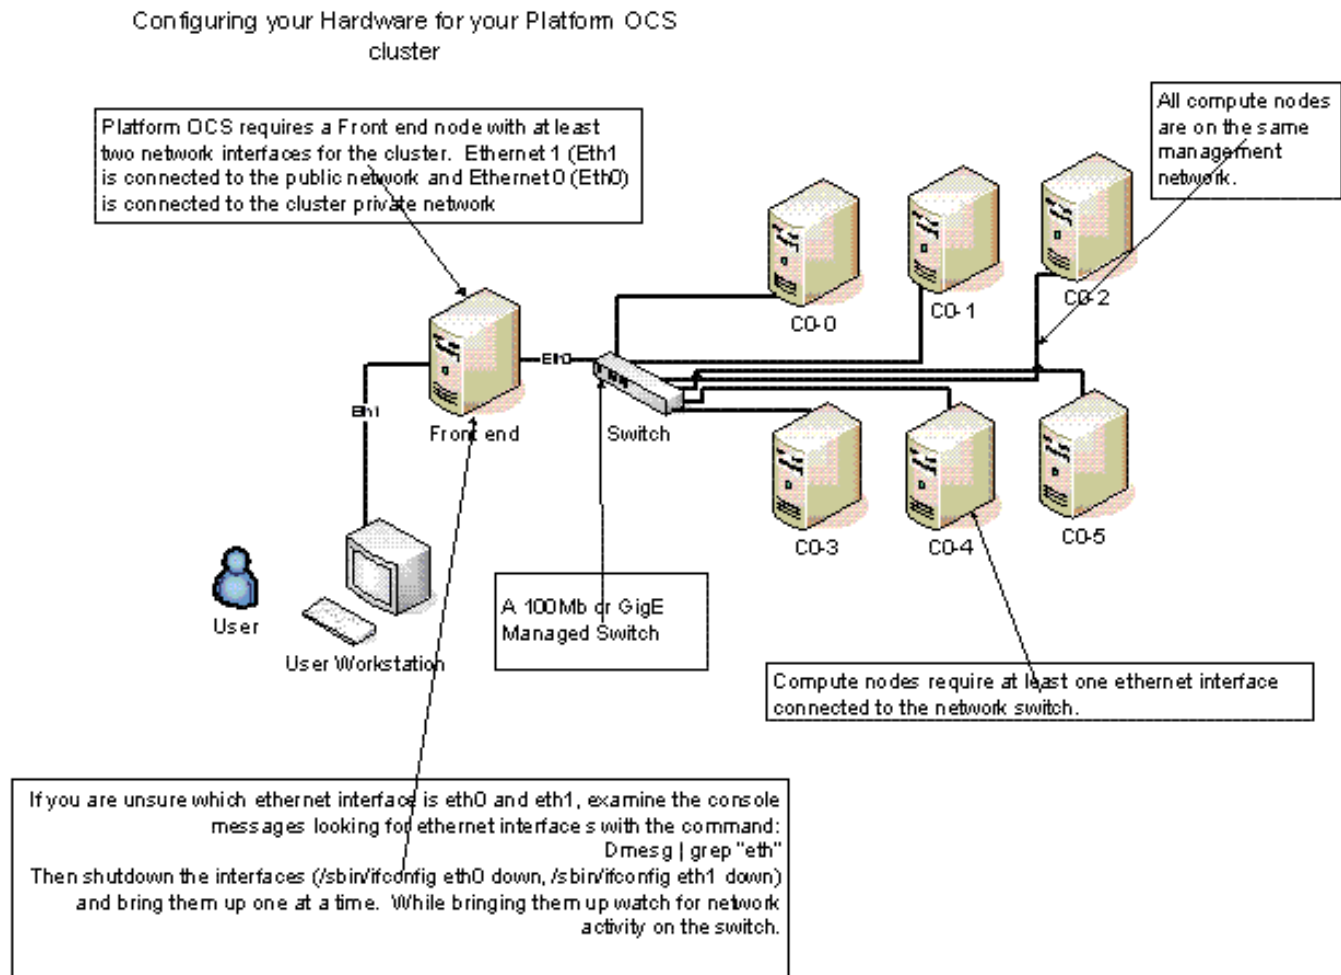 Configuring your Hardware for your Platform OCS
cluster
Platform OCS requires a Front end node with at least
two network interfaces for the cluster. Ethernet 1 (Eth1
is connected to the public network and Ethernet 0 (Eth0)
is connected to the cluster private network
All compute nodes
are on the same
management
network.
C0-0
C0-1
C0-2
Eth0
Eth1
Front end
Switch
C0-3
C0-4
C0-5
User
User Workstation
A 100Mb or GigE
Managed Switch
Compute nodes require at least one ethernet interface
connected to the network switch.
If you are unsure which ethernet interface is eth0 and eth1, examine the console
messages looking for ethernet interfaces with the command:
Dmesg | grep "eth"
Then shutdown the interfaces (/sbin/ifconfig eth0 down, /sbin/ifconfig eth1 down)
and bring them up one at a time. While bringing them up watch for network
activity on the switch.